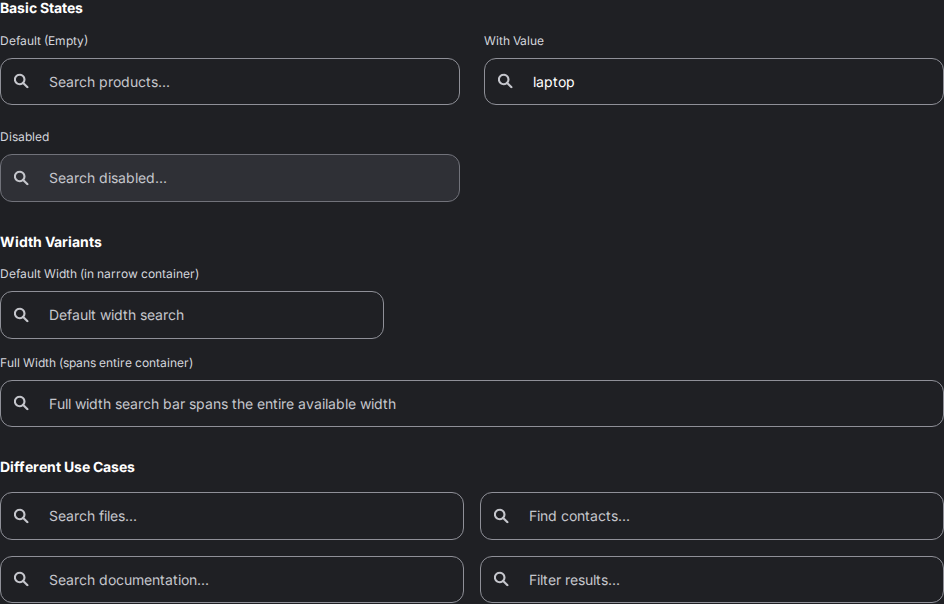 Basic States
Default (Empty)
With Value
Search products...
laptop
Disabled
Search disabled...
Width Variants
Default Width (in narrow container)
Default width search
Full Width (spans entire container)
Full width search bar spans the entire available width
Different Use Cases
Search files...
Find contacts...
Search documentation...
Filter results...